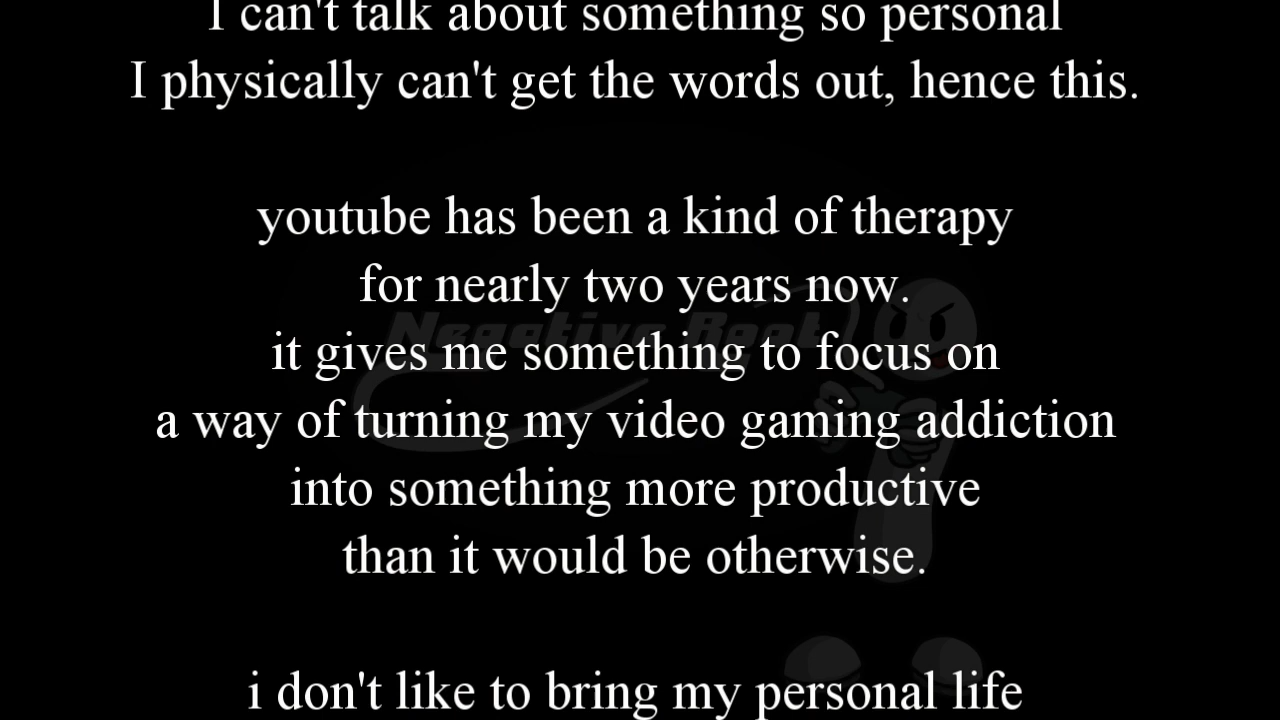 I can't talk about something so personal
I physically can't get the words out, hence this.
youtube has been a kind of therapy
for nearly two years now.
Negative Root
it gives me something to focus on
a way of turning my video gaming addiction
into something more productive
than it would be otherwise.
i don't like to bring my personal life